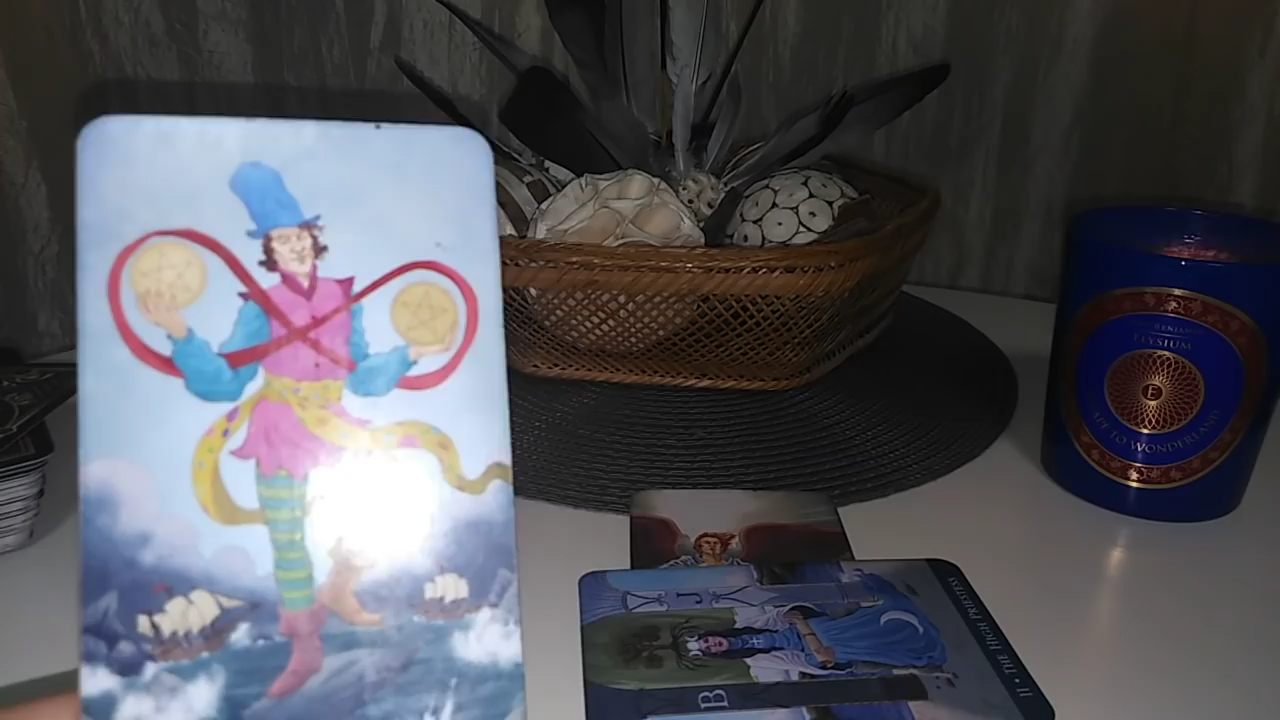 ELYSIUM
E
TO WONDERLAND
B J
II • THE HIGH PRIESTESS